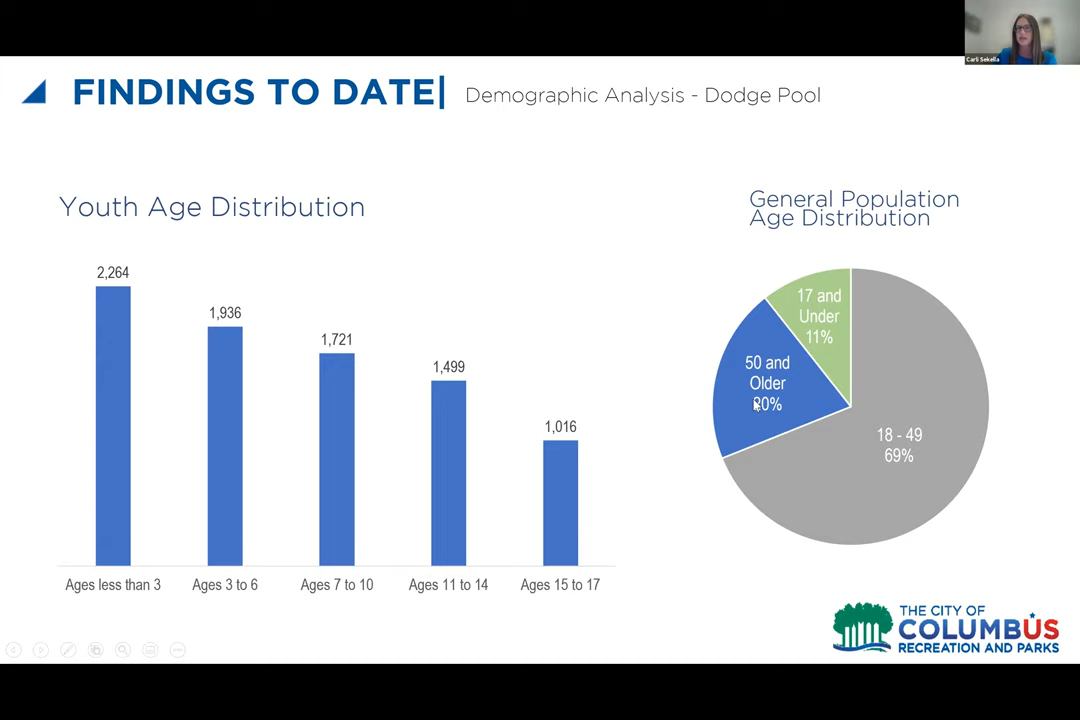 Carli Sekella
FINDINGS TO DATE|
Demographic Analysis - Dodge Pool
Youth Age Distribution
2,264
1,936
1,721
1,499
1,016
Ages less than 3
Ages 3 to 6
Ages 7 to 10
Ages 11 to 14
Ages 15 to 17
General Population
Age Distribution
17 and
Under
11%
50 and
Older
20%
18 - 49
69%
THE CITY OF
COLUMBUS
RECREATION AND PARKS